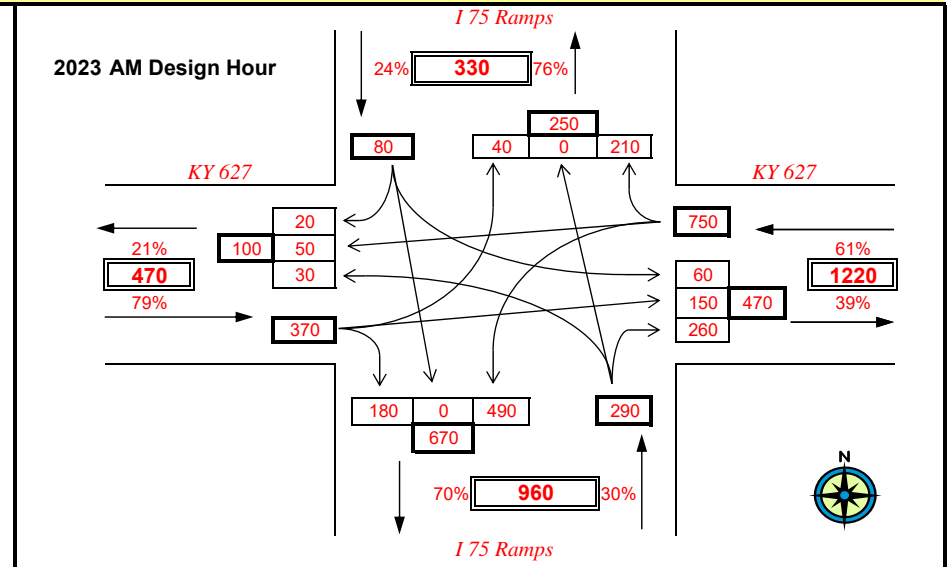 I 75 Ramps
2023 AM Design Hour
24% 330 76%
250
80 40 0 210
KY 627 KY 627
20 750
21% 100 50 61%
470 30 60 1220
79% 150 470 39%
370 260
180 0 490 290
670
N
70% 960 30%
I 75 Ramps